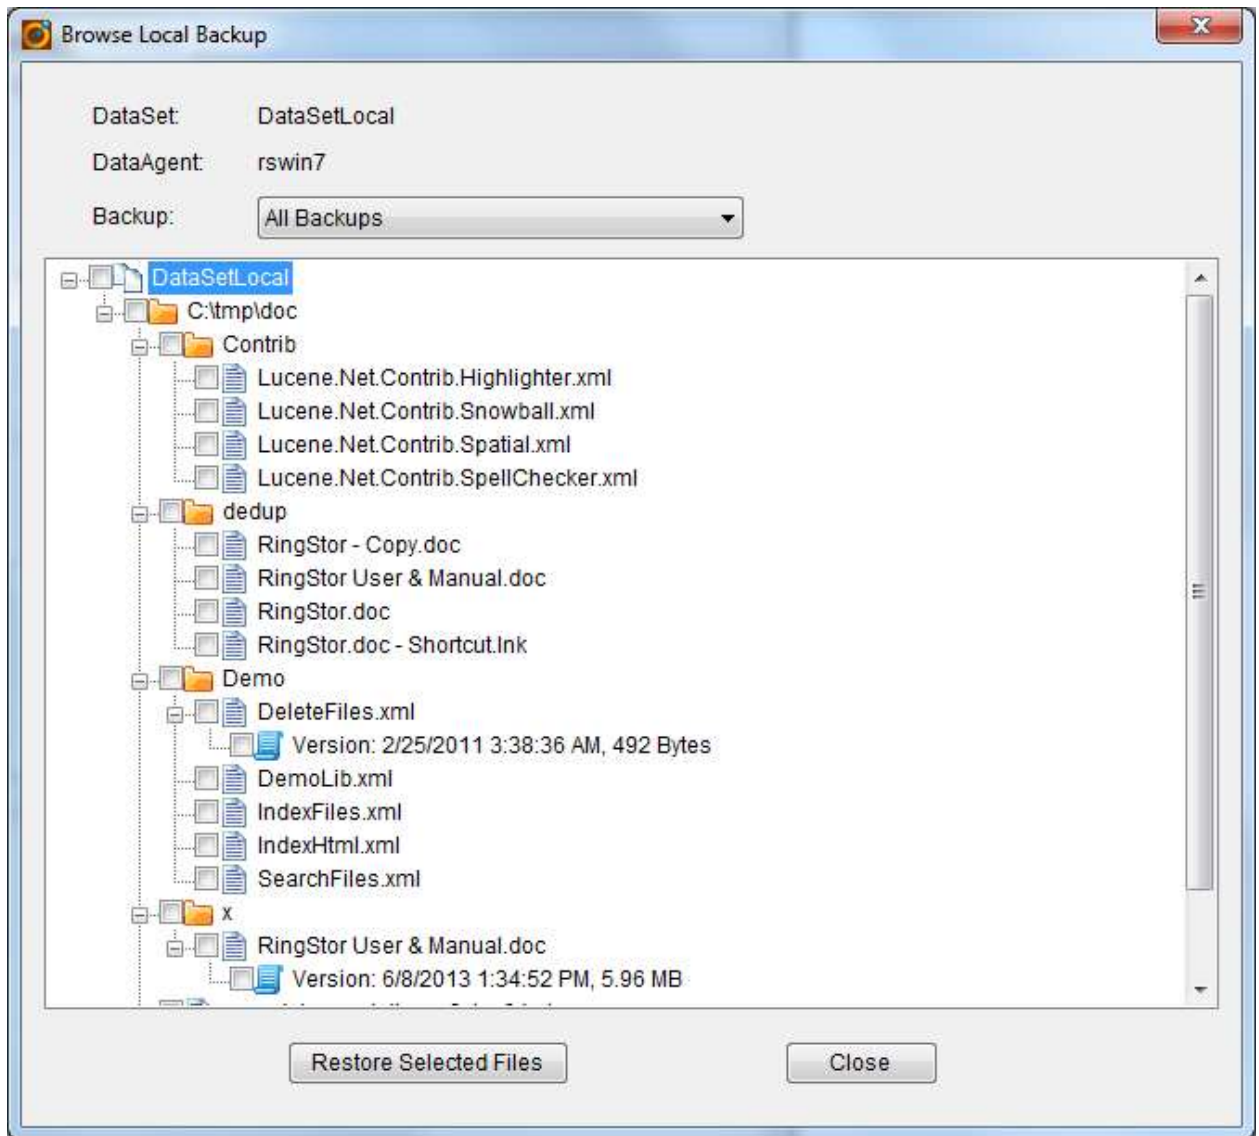 Browse Local Backup
DataSet: DataSetLocal
DataAgent: rswin7
Backup: All Backups
DataSetLocal
C:\tmp\doc
Contrib
Lucene.Net.Contrib.Highlighter.xml
Lucene.Net.Contrib.Snowball.xml
Lucene.Net.Contrib.Spatial.xml
Lucene.Net.Contrib.SpellChecker.xml
dedup
RingStor - Copy.doc
RingStor User & Manual.doc
RingStor.doc
RingStor.doc - Shortcut.lnk
Demo
DeleteFiles.xml
Version: 2/25/2011 3:38:36 AM, 492 Bytes
DemoLib.xml
IndexFiles.xml
IndexHtml.xml
SearchFiles.xml
x
RingStor User & Manual.doc
Version: 6/8/2013 1:34:52 PM, 5.96 MB
Restore Selected Files
Close